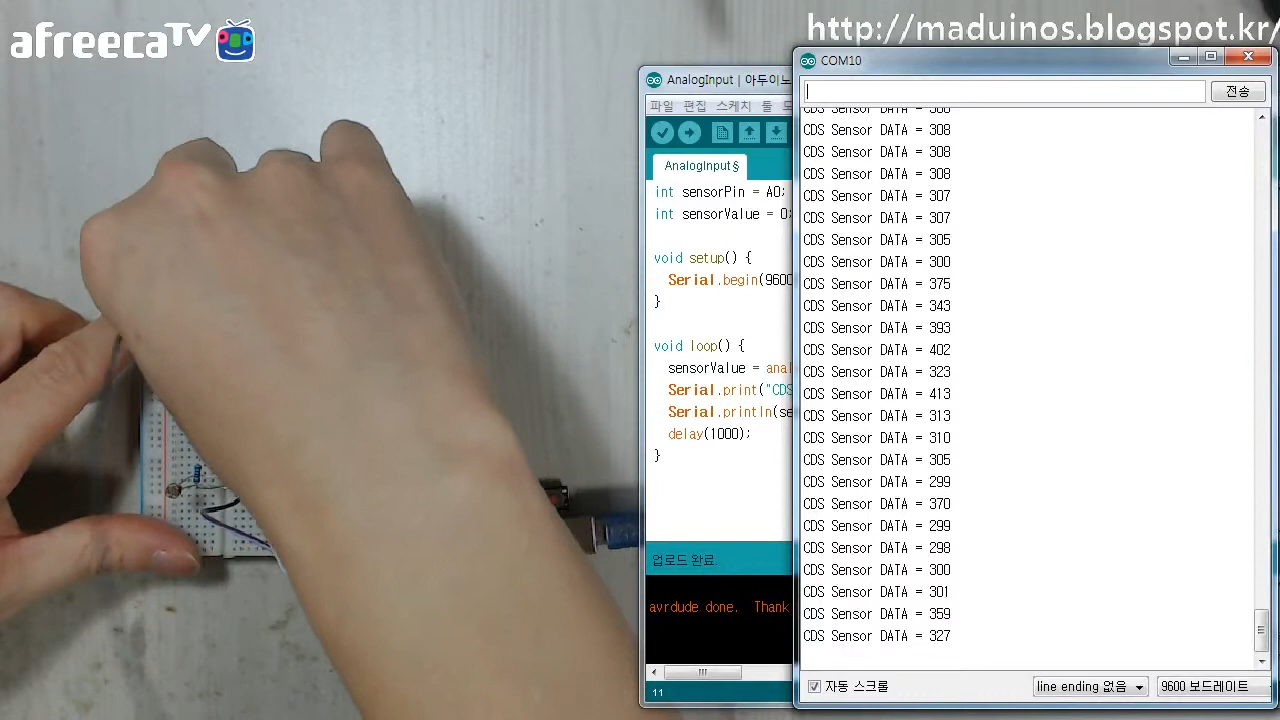 afreecaTV
http://maduinos.blogspot.kr/
AnalogInput | 아두이노
파일 편집 스케치 툴
AnalogInput§
int sensorPin = A0;
int sensorValue = 0;
void setup() {
Serial.begin(9600
}
void loop() {
sensorValue = anal
Serial.print("CDS
Serial.println(se
delay(1000);
}
업로드 완료.
avrdude done. Thank
11
COM10
전송
CDS Sensor DATA = 308
CDS Sensor DATA = 308
CDS Sensor DATA = 308
CDS Sensor DATA = 307
CDS Sensor DATA = 307
CDS Sensor DATA = 305
CDS Sensor DATA = 300
CDS Sensor DATA = 375
CDS Sensor DATA = 343
CDS Sensor DATA = 393
CDS Sensor DATA = 402
CDS Sensor DATA = 323
CDS Sensor DATA = 413
CDS Sensor DATA = 313
CDS Sensor DATA = 310
CDS Sensor DATA = 305
CDS Sensor DATA = 299
CDS Sensor DATA = 370
CDS Sensor DATA = 299
CDS Sensor DATA = 298
CDS Sensor DATA = 300
CDS Sensor DATA = 301
CDS Sensor DATA = 359
CDS Sensor DATA = 327
자동 스크롤
line ending 없음
9600 보드레이트